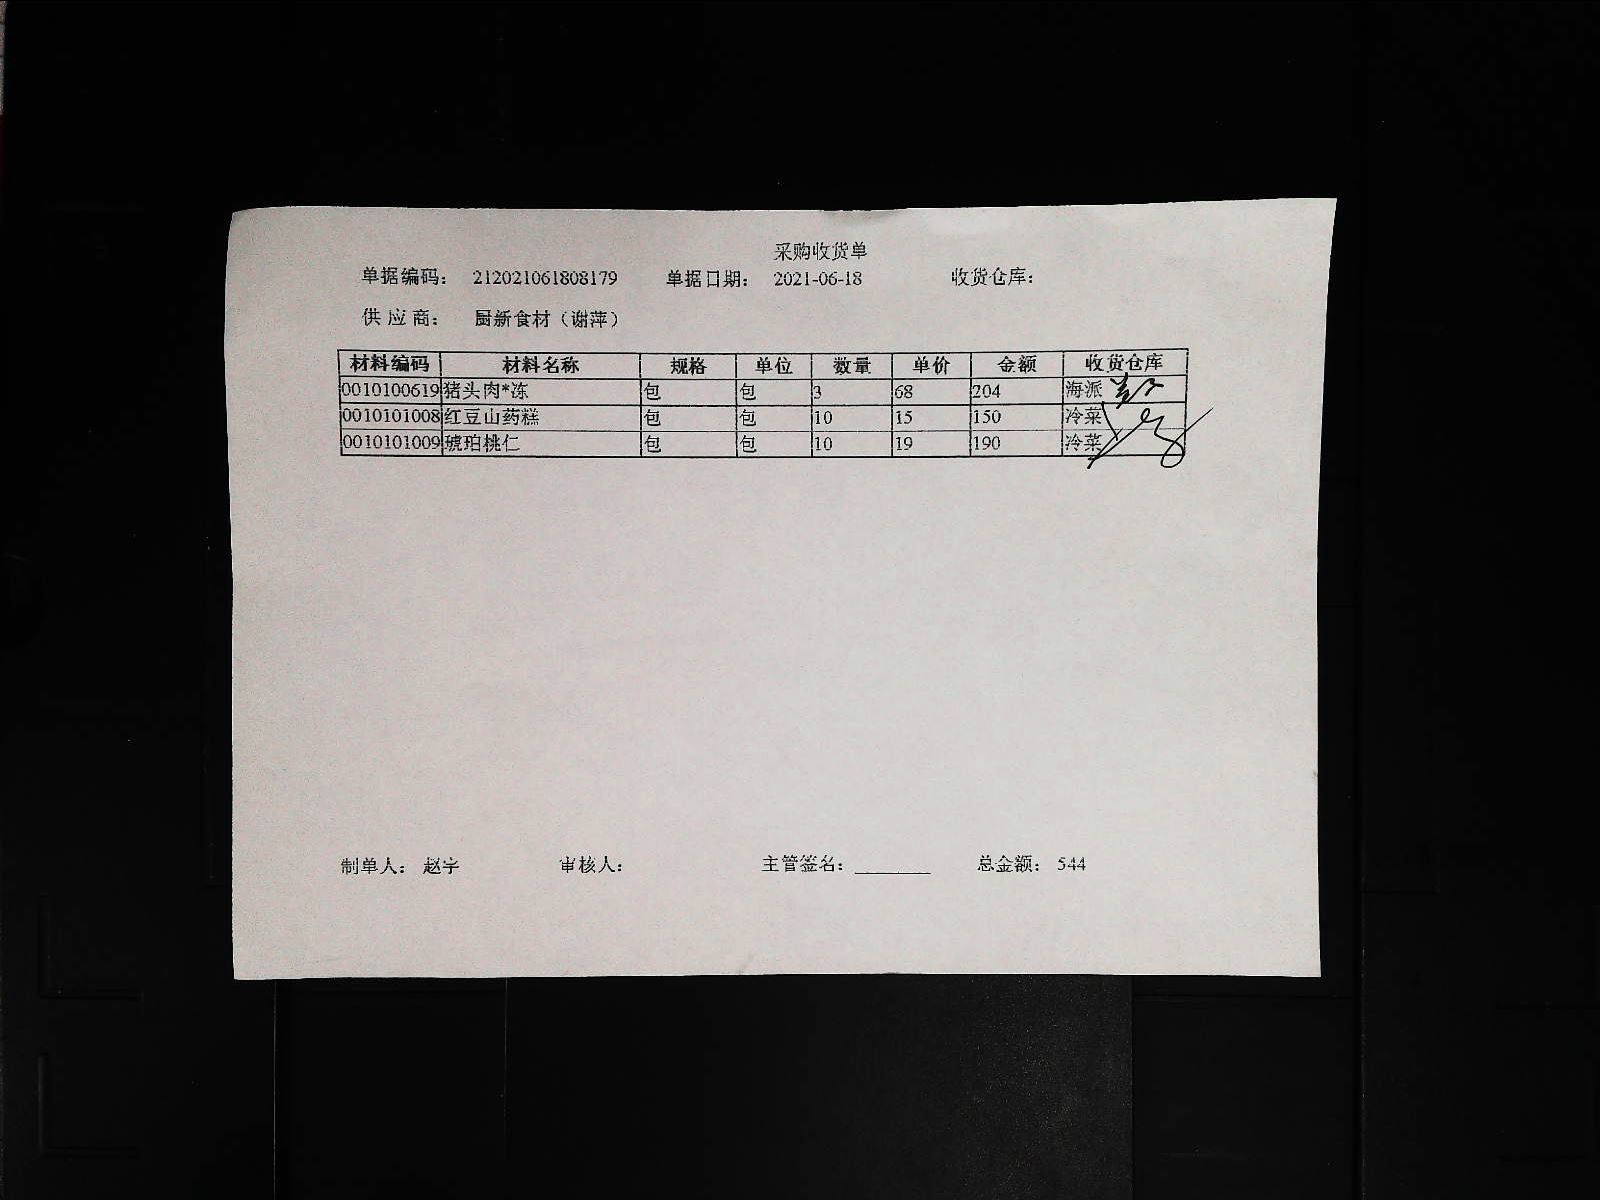 采购收货单
单据编码： 212021061808179 单据日期： 2021-06-18 收货仓库：
供 应 商： 厨新食材（谢萍）
材料编码 材料名称 规格 单位 数量 单价 金额 收货仓库
0010100619 猪头肉*冻 包 包 3 68 204 海派
0010101008 红豆山药糕 包 包 10 15 150 冷菜
0010101009 琥珀桃仁 包 包 10 19 190 冷菜
制单人： 赵宇 审核人： 主管签名： ________ 总金额： 544